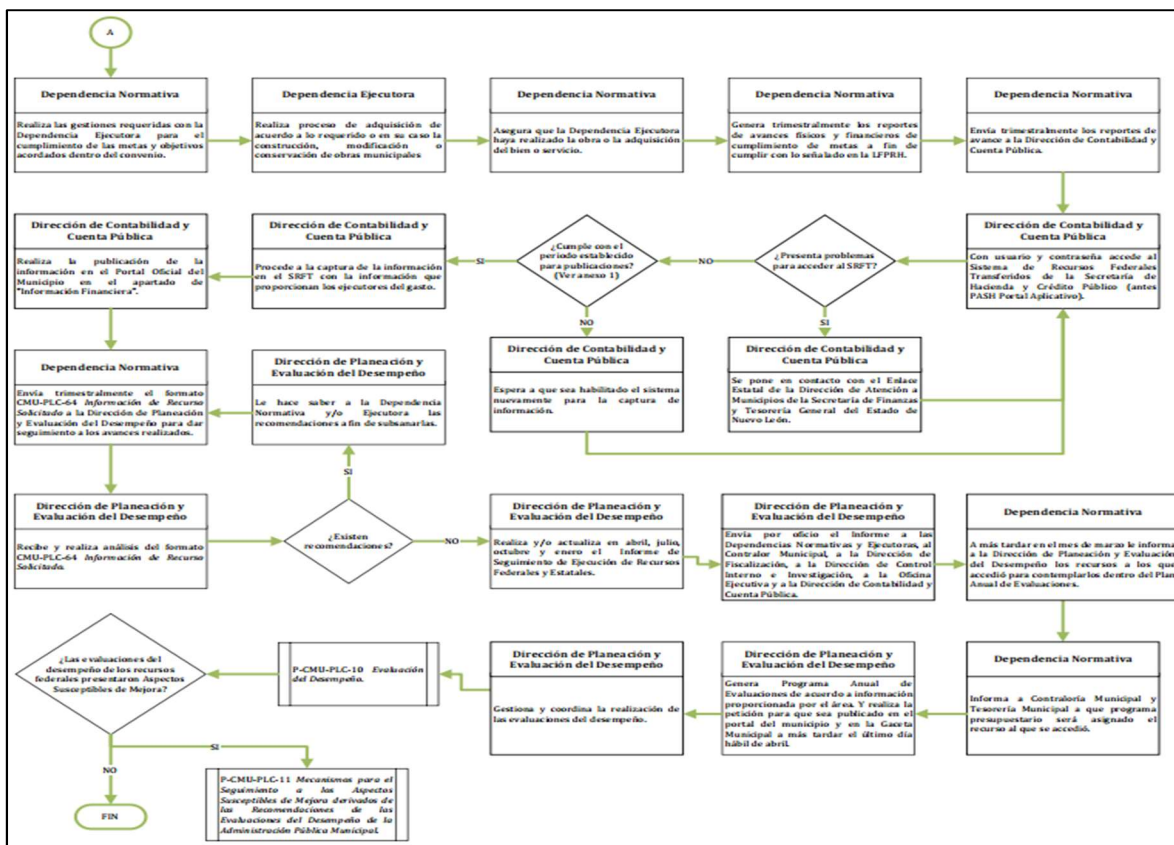 A
Dependencia Normativa
Realiza las gestiones requeridas con la
Dependencia Ejecutora para el
cumplimiento de las metas y objetivos
acordados dentro del convenio.
Dependencia Ejecutora
Realiza proceso de adquisición de
acuerdo a lo requerido o en su caso la
construcción, modificación o
conservación de obras municipales
Dependencia Normativa
Asegura que la Dependencia Ejecutora
haya realizado la obra o la adquisición
del bien o servicio.
Dependencia Normativa
Genera trimestralmente los reportes
de avances físicos y financieros de
cumplimiento de metas a fin de
cumplir con lo señalado en la LFPRH.
Dependencia Normativa
Envía trimestralmente los reportes de
avance a la Dirección de Contabilidad y
Cuenta Pública.
Dirección de Contabilidad y
Cuenta Pública
Con usuario y contraseña accede al
Sistema de Recursos Federales
Transferidos de la Secretaría de
Hacienda y Crédito Público (antes
PASH Portal Aplicativo).
¿Presenta problemas
para acceder al SRFT?
NO
SI
Dirección de Contabilidad y
Cuenta Pública
Se pone en contacto con el Enlace
Estatal de la Dirección de Atención a
Municipios de la Secretaría de Finanzas
y Tesorería General del Estado de
Nuevo León.
¿Cumple con el
periodo establecido
para publicaciones?
(Ver anexo 1)
SI
NO
Dirección de Contabilidad y
Cuenta Pública
Espera a que sea habilitado el sistema
nuevamente para la captura de
información.
Dirección de Contabilidad y
Cuenta Pública
Procede a la captura de la información
en el SRFT con la información que
proporcionan los ejecutores del gasto.
Dirección de Contabilidad y
Cuenta Pública
Realiza la publicación de la
información en el Portal Oficial del
Municipio en el apartado de
"Información Financiera".
Dependencia Normativa
Envía trimestralmente el formato
CMU-PLC-64 Información de Recurso
Solicitado a la Dirección de Planeación
y Evaluación del Desempeño para dar
seguimiento a los avances realizados.
Dirección de Planeación y
Evaluación del Desempeño
Le hace saber a la Dependencia
Normativa y/o Ejecutora las
recomendaciones a fin de subsanarlas.
SI
Dirección de Planeación y
Evaluación del Desempeño
Recibe y realiza análisis del formato
CMU-PLC-64 Información de Recurso
Solicitado.
¿Existen
recomendaciones?
NO
Dirección de Planeación y
Evaluación del Desempeño
Realiza y/o actualiza en abril, julio,
octubre y enero el Informe de
Seguimiento de Ejecución de Recursos
Federales y Estatales.
Dirección de Planeación y
Evaluación del Desempeño
Envía por oficio el Informe a las
Dependencias Normativas y Ejecutoras, al
Contralor Municipal, a la Dirección de
Fiscalización, a la Dirección de Control
Interno e Investigación, a la Oficina
Ejecutiva y a la Dirección de Contabilidad y
Cuenta Pública.
Dependencia Normativa
A más tardar en el mes de marzo le informa
a la Dirección de Planeación y Evaluación
del Desempeño los recursos a los que
accedió para contemplarlos dentro del Plan
Anual de Evaluaciones.
Dependencia Normativa
Informa a Contraloría Municipal y
Tesorería Municipal a que programa
presupuestario será asignado el
recurso al que se accedió.
Dirección de Planeación y
Evaluación del Desempeño
Genera Programa Anual de
Evaluaciones de acuerdo a información
proporcionada por el área. Y realiza la
petición para que sea publicado en el
portal del municipio y en la Gaceta
Municipal a más tardar el último día
hábil de abril.
Dirección de Planeación y
Evaluación del Desempeño
Gestiona y coordina la realización de
las evaluaciones del desempeño.
P-CMU-PLC-10 Evaluación
del Desempeño.
¿Las evaluaciones del
desempeño de los recursos
federales presentaron Aspectos
Susceptibles de Mejora?
SI
NO
P-CMU-PLC-11 Mecanismos para el
Seguimiento a los Aspectos
Susceptibles de Mejora derivados de
las Recomendaciones de las
Evaluaciones del Desempeño de la
Administración Pública Municipal.
FIN